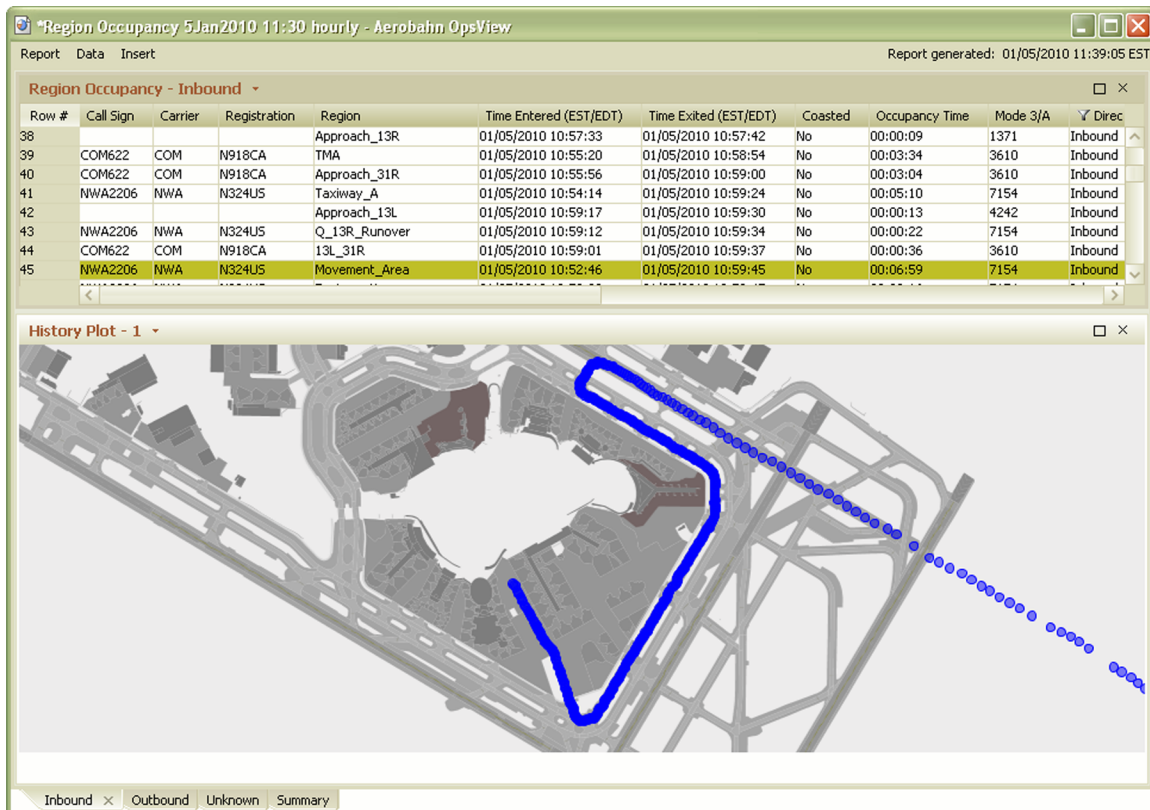 *Region Occupancy 5Jan2010 11:30 hourly - Aerobahn OpsView
Report Data Insert Report generated: 01/05/2010 11:39:05 EST
Region Occupancy - Inbound
Row # Call Sign Carrier Registration Region Time Entered (EST/EDT) Time Exited (EST/EDT) Coasted Occupancy Time Mode 3/A Direc
38 Approach_13R 01/05/2010 10:57:33 01/05/2010 10:57:42 No 00:00:09 1371 Inbound
39 COM622 COM N918CA TMA 01/05/2010 10:55:20 01/05/2010 10:58:54 No 00:03:34 3610 Inbound
40 COM622 COM N918CA Approach_31R 01/05/2010 10:55:56 01/05/2010 10:59:00 No 00:03:04 3610 Inbound
41 NWA2206 NWA N324US Taxiway_A 01/05/2010 10:54:14 01/05/2010 10:59:24 No 00:05:10 7154 Inbound
42 Approach_13L 01/05/2010 10:59:17 01/05/2010 10:59:30 No 00:00:13 4242 Inbound
43 NWA2206 NWA N324US Q_13R_Runover 01/05/2010 10:59:12 01/05/2010 10:59:34 No 00:00:22 7154 Inbound
44 COM622 COM N918CA 13L_31R 01/05/2010 10:59:01 01/05/2010 10:59:37 No 00:00:36 3610 Inbound
45 NWA2206 NWA N324US Movement_Area 01/05/2010 10:52:46 01/05/2010 10:59:45 No 00:06:59 7154 Inbound
History Plot - 1
Inbound Outbound Unknown Summary